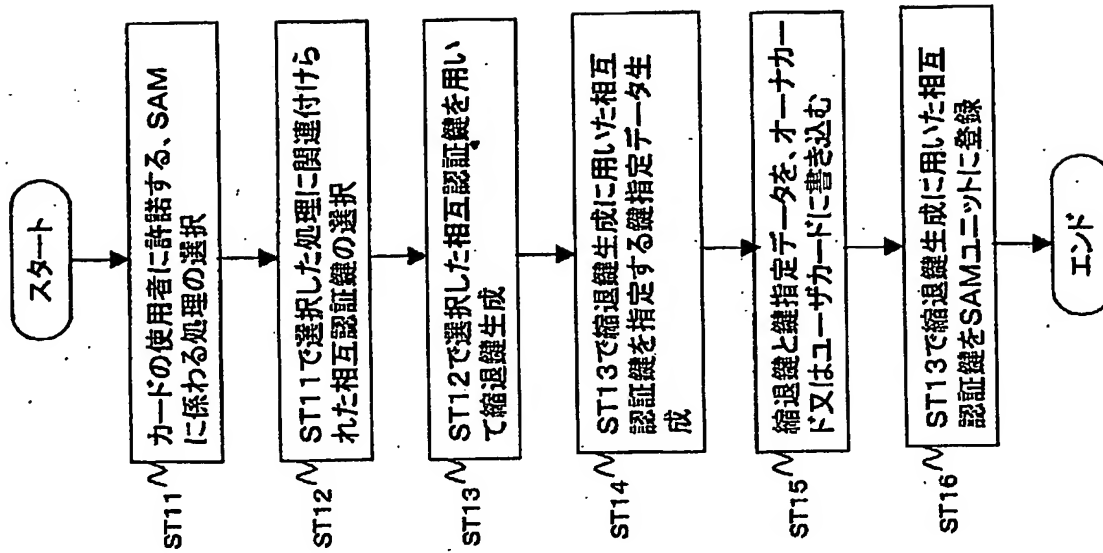 スタート
ST11
カードの使用者に許諾する、SAM
に係わる処理の選択
ST12
ST11で選択した処理に関連付けら
れた相互認証鍵の選択
ST13
ST12で選択した相互認証鍵を用い
て縮退鍵生成
ST14
ST13で縮退鍵生成に用いた相互
認証鍵を指定する鍵指定データ生
成
ST15
縮退鍵と鍵指定データを、オーナカー
ド又はユーザカードに書き込む
ST16
ST13で縮退鍵生成に用いた相互
認証鍵をSAMユニットに登録
エンド